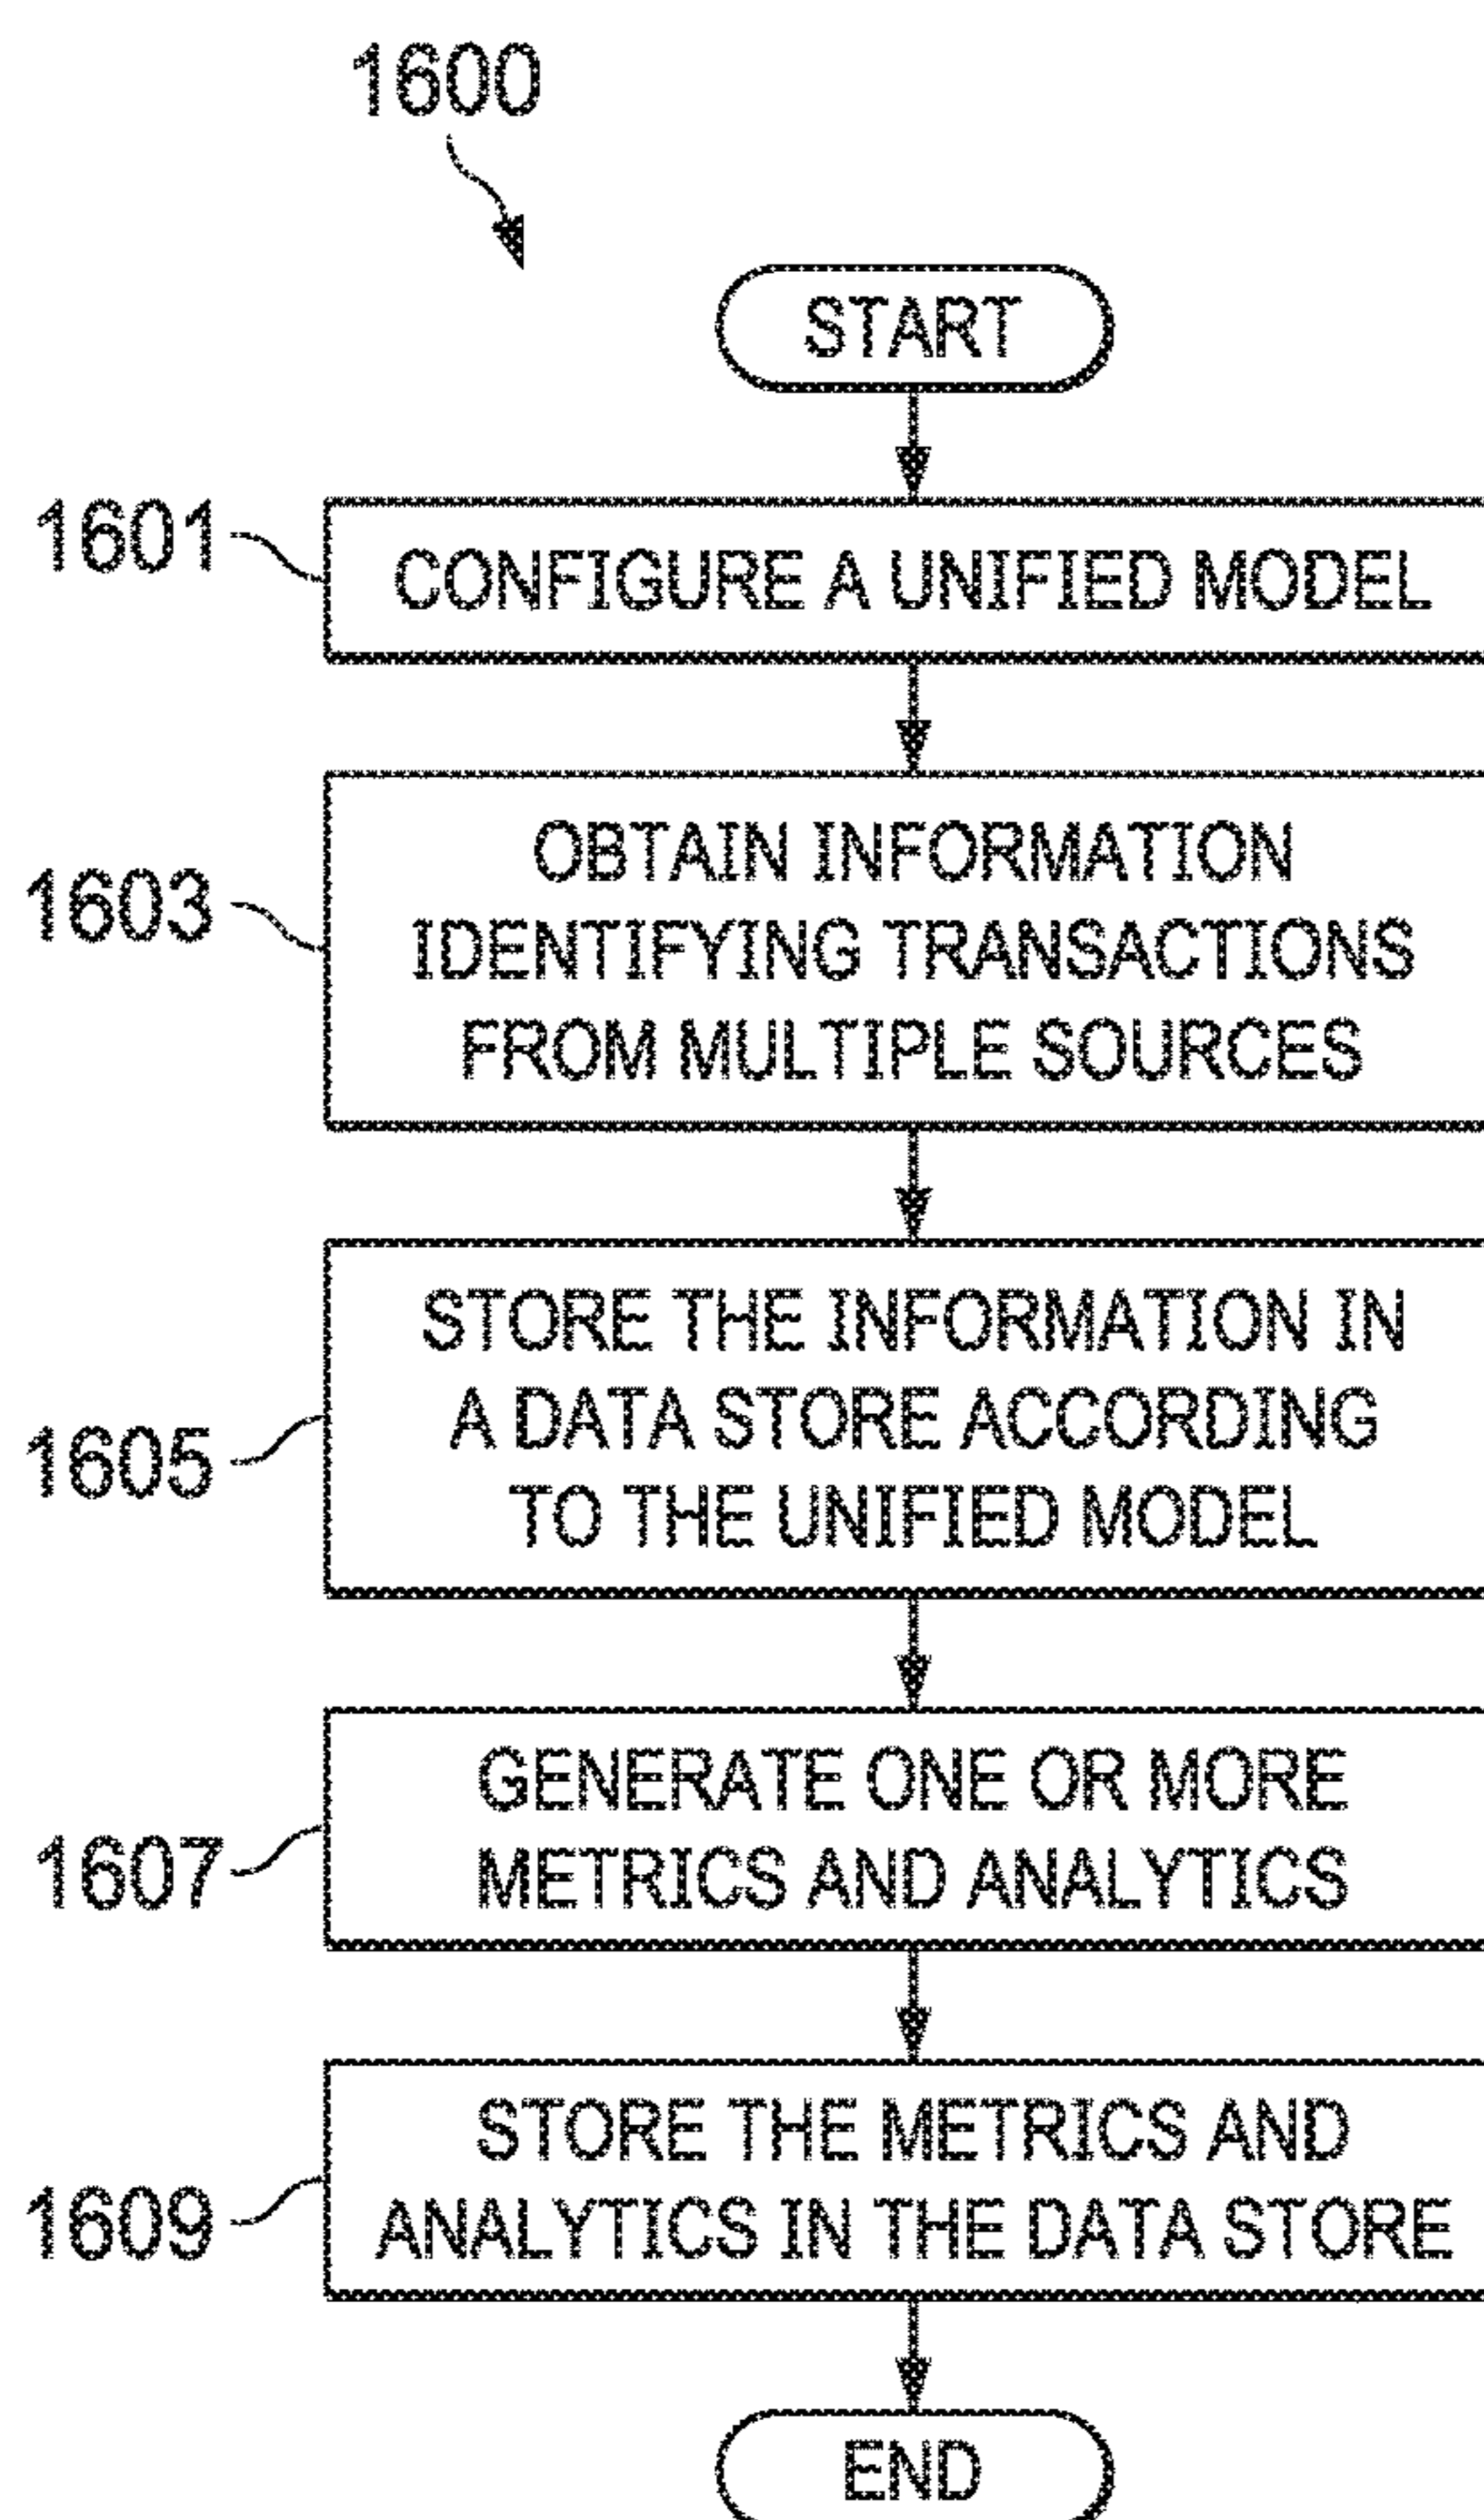 1600
START
1601
CONFIGURE A UNIFIED MODEL
1603
OBTAIN INFORMATION
IDENTIFYING TRANSACTIONS
FROM MULTIPLE SOURCES
1605
STORE THE INFORMATION IN
A DATA STORE ACCORDING
TO THE UNIFIED MODEL
1607
GENERATE ONE OR MORE
METRICS AND ANALYTICS
1609
STORE THE METRICS AND
ANALYTICS IN THE DATA STORE
END